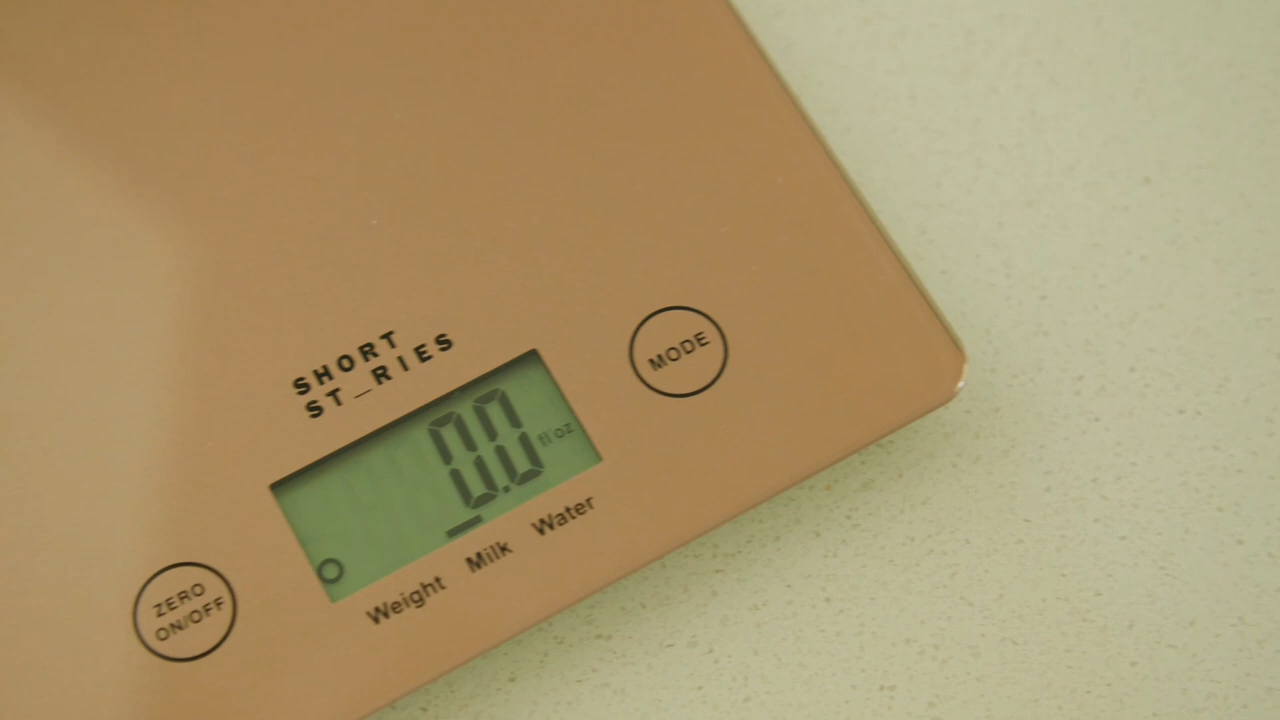 SHORT
ST_RIES
MODE
0.0 fl'oz
Weight Milk Water
ZERO
ON/OFF